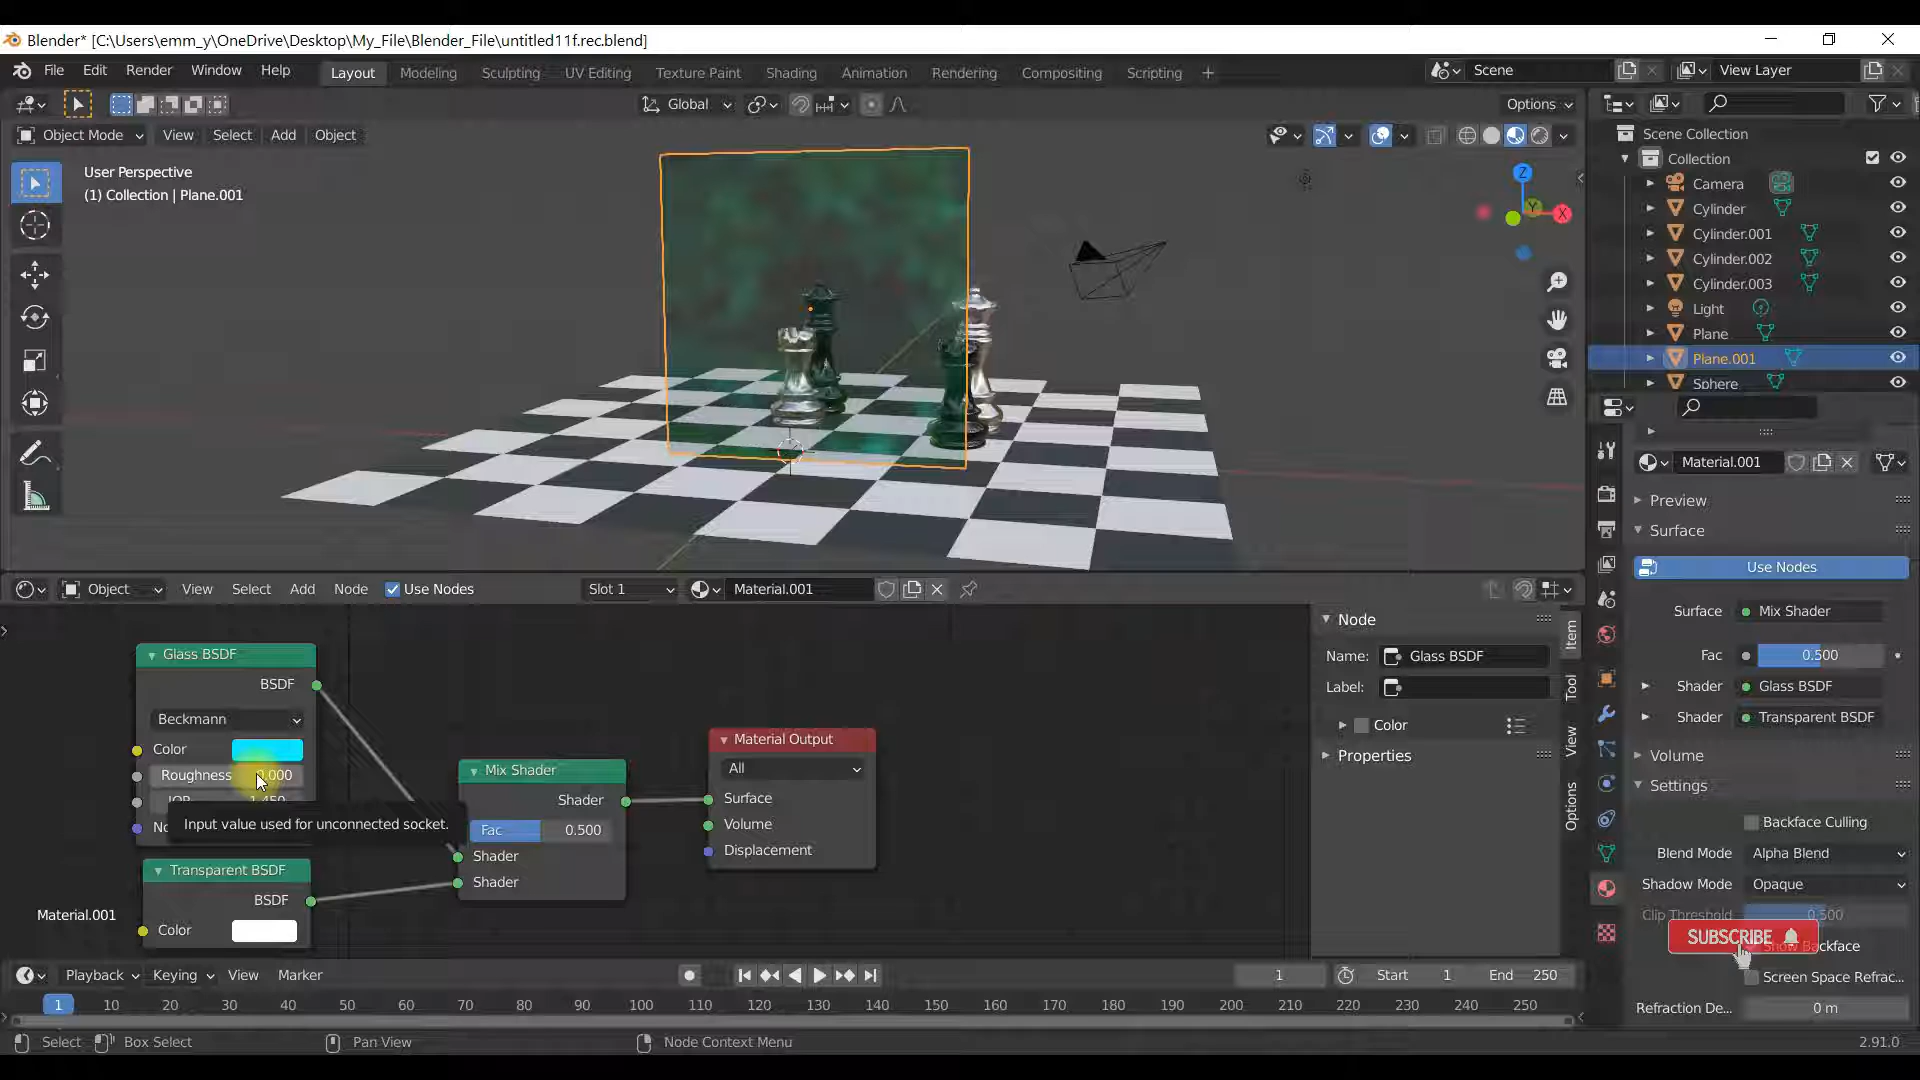 Blender* [C:\Users\emm_y\OneDrive\Desktop\My_File\Blender_File\untitled11f.rec.blend]
File Edit Render Window Help Layout Modeling Sculpting UV Editing Texture Paint Shading Animation Rendering Compositing Scripting + Scene View Layer
Global Options
Object Mode View Select Add Object
User Perspective
(1) Collection | Plane.001
Z
Y
X
Scene Collection
Collection
Camera
Cylinder
Cylinder.001
Cylinder.002
Cylinder.003
Light
Plane
Plane.001
Sphere
Material.001
Preview
Surface
Use Nodes
Surface Mix Shader
Fac 0.500
Shader Glass BSDF
Shader Transparent BSDF
Volume
Settings
Backface Culling
Blend Mode Alpha Blend
Shadow Mode Opaque
Clip Threshold 0.500
SUBSCRIBE
Show Backface
Screen Space Refrac...
Refraction De... 0 m
Object View Select Add Node Use Nodes Slot 1 Material.001
Glass BSDF
BSDF
Beckmann
Color
Roughness 0.000
IOR 1.450
Input value used for unconnected socket.
Transparent BSDF
BSDF
Color
Material.001
Mix Shader
Shader
Fac 0.500
Shader
Shader
Material Output
All
Surface
Volume
Displacement
Node
Name: Glass BSDF
Label:
Color
Properties
Item
Tool
View
Options
Playback Keying View Marker 1 Start 1 End 250
1 10 20 30 40 50 60 70 80 90 100 110 120 130 140 150 160 170 180 190 200 210 220 230 240 250
Select Box Select Pan View Node Context Menu 2.91.0